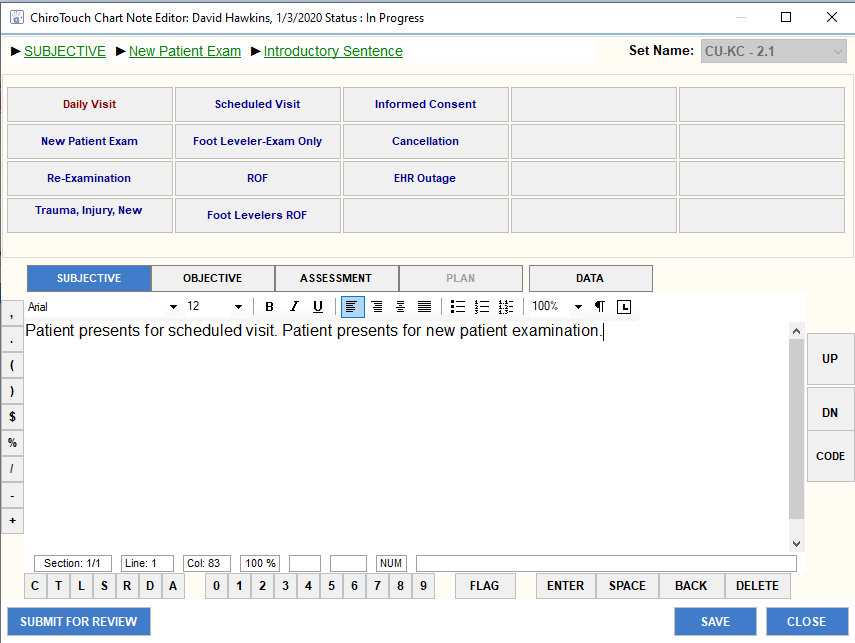 ChiroTouch Chart Note Editor: David Hawkins, 1/3/2020 Status : In Progress
SUBJECTIVE New Patient Exam Introductory Sentence Set Name: CU-KC - 2.1
Daily Visit Scheduled Visit Informed Consent
New Patient Exam Foot Leveler-Exam Only Cancellation
Re-Examination ROF EHR Outage
Trauma, Injury, New Foot Levelers ROF
SUBJECTIVE OBJECTIVE ASSESSMENT PLAN DATA
Arial 12 B I U 100% ¶ L
Patient presents for scheduled visit. Patient presents for new patient examination.
,
.
(
)
$
%
/
-
+
UP
DN
CODE
Section: 1/1 Line: 1 Col: 83 100 % NUM
C T L S R D A 0 1 2 3 4 5 6 7 8 9 FLAG ENTER SPACE BACK DELETE
SUBMIT FOR REVIEW SAVE CLOSE